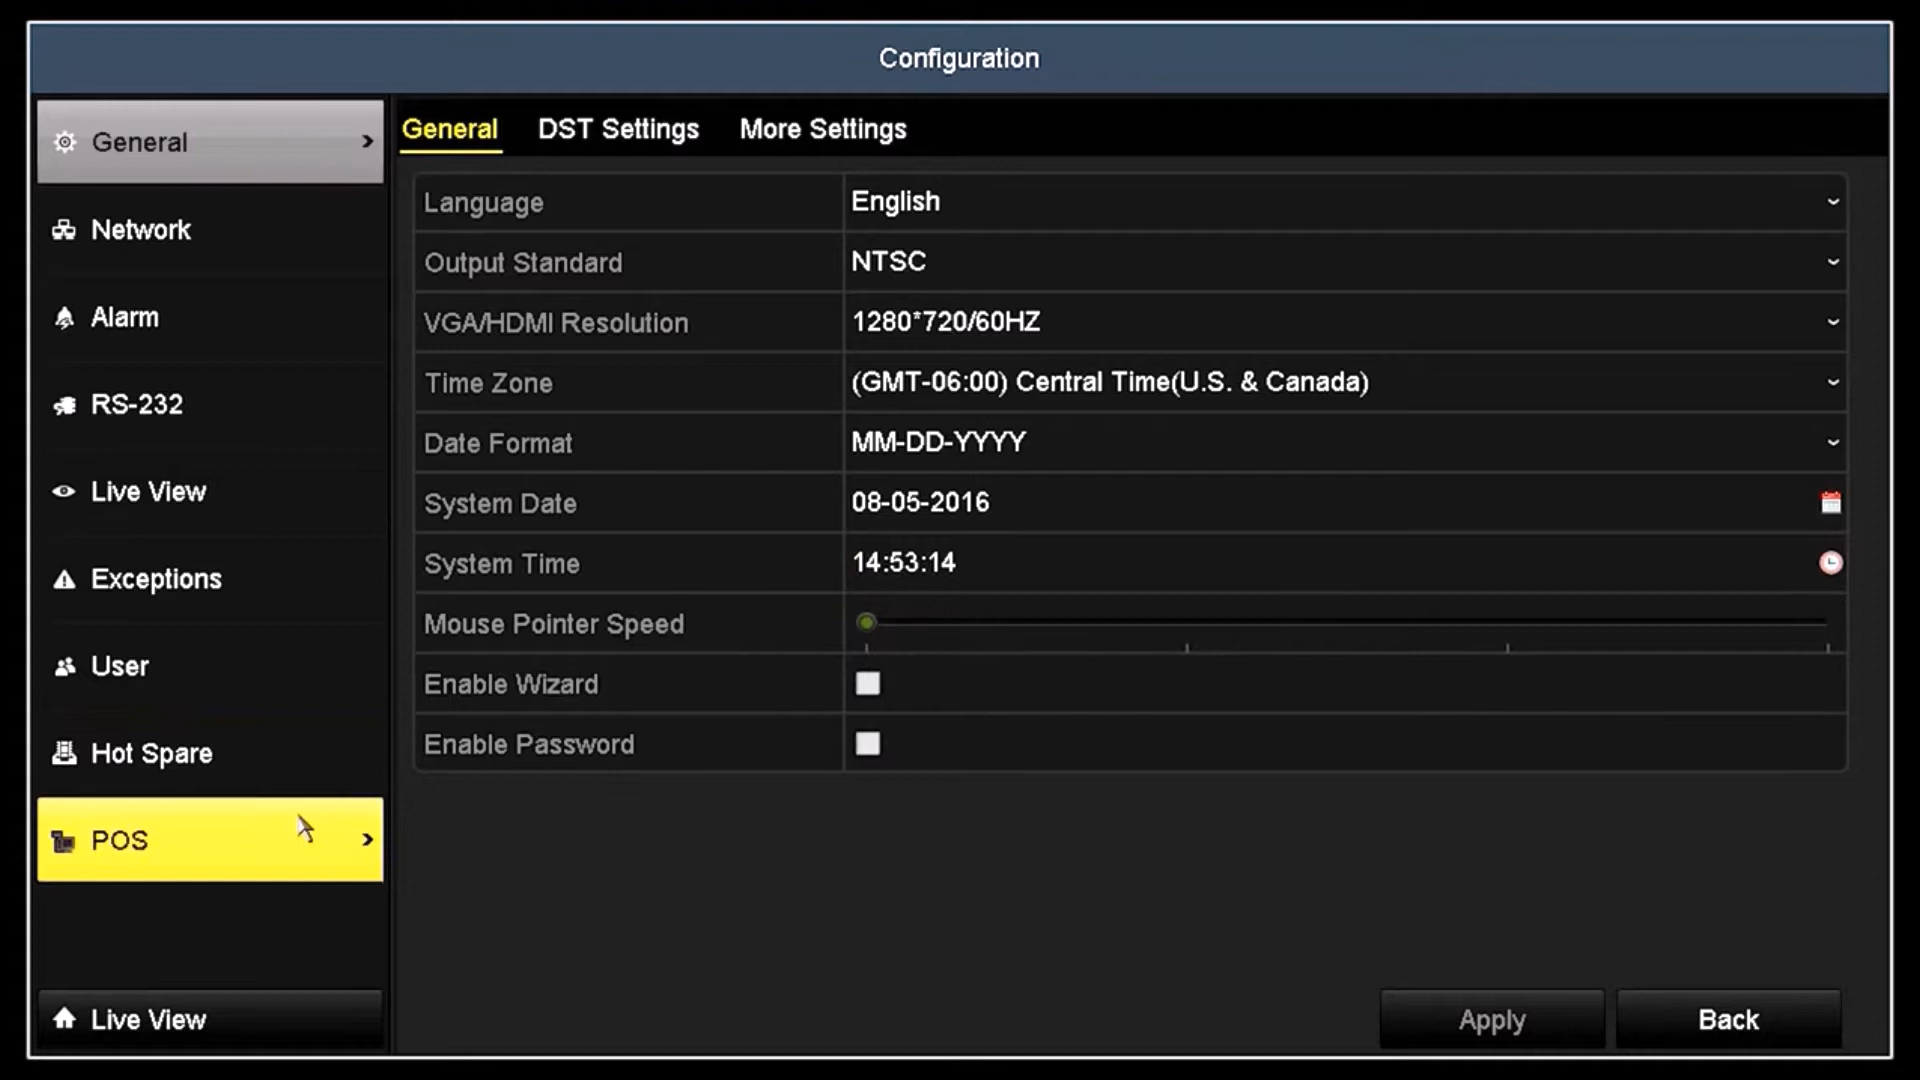 Configuration
General
Network
Alarm
RS-232
Live View
Exceptions
User
Hot Spare
POS
Live View
General DST Settings More Settings
Language English
Output Standard NTSC
VGA/HDMI Resolution 1280*720/60HZ
Time Zone (GMT-06:00) Central Time(U.S. & Canada)
Date Format MM-DD-YYYY
System Date 08-05-2016
System Time 14:53:14
Mouse Pointer Speed
Enable Wizard
Enable Password
Apply Back